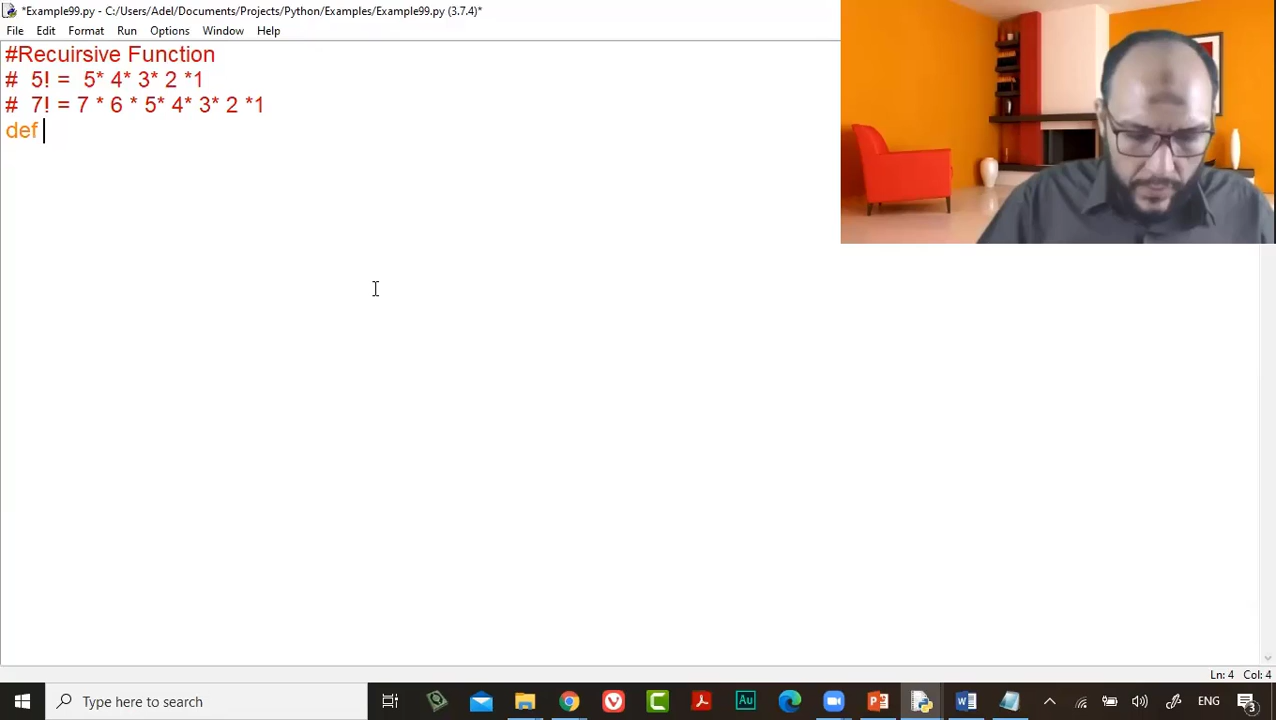 *Example99.py - C:/Users/Adel/Documents/Projects/Python/Examples/Example99.py (3.7.4)*
File Edit Format Run Options Window Help
#Recuirsive Function
# 5! = 5* 4* 3* 2 *1
# 7! = 7 * 6 * 5* 4* 3* 2 *1
def
Ln: 4 Col: 4
Type here to search
Au
ENG
3